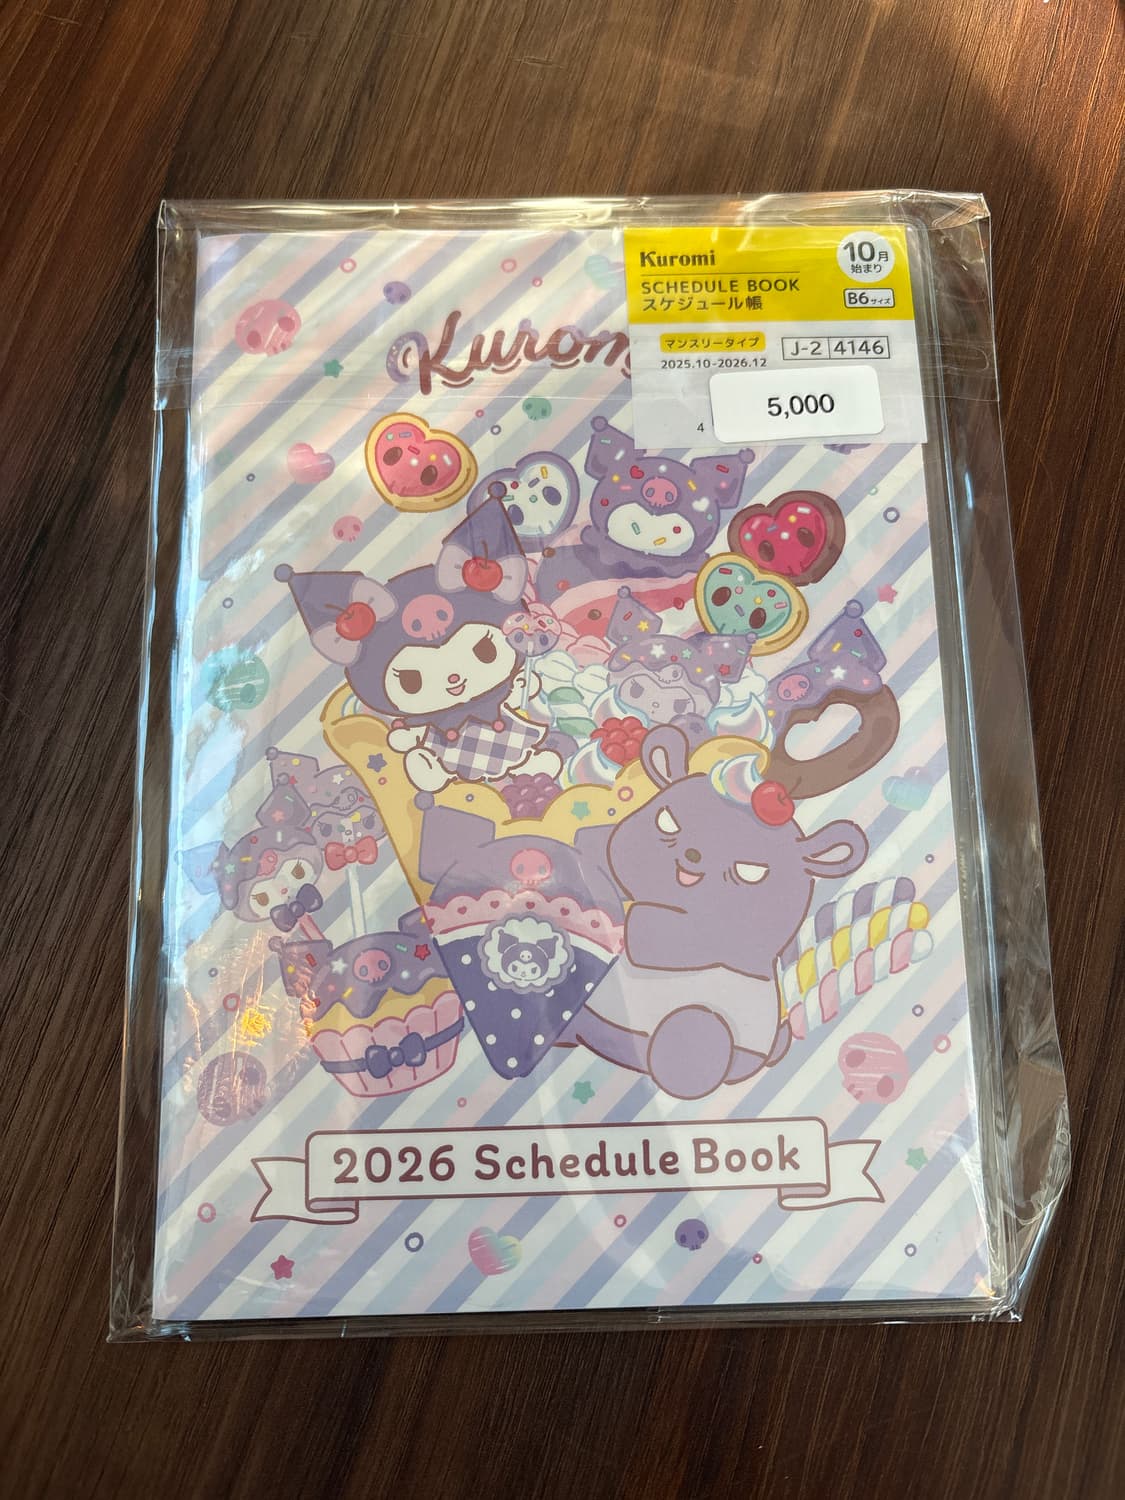 Kuromi
SCHEDULE BOOK
スケジュール帳
10月
始まり
B6サイズ
マンスリータイプ
2025.10-2026.12
J-2 4146
5,000
4
Kurom
2026 Schedule Book